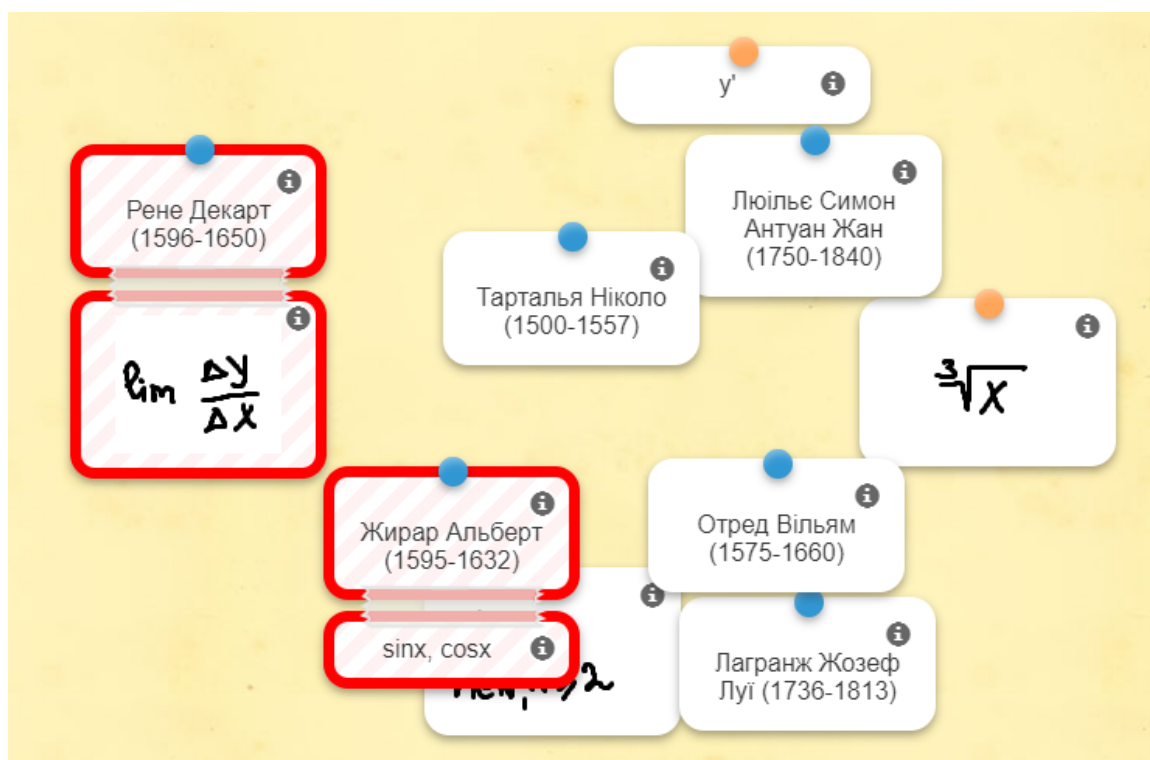 y'
Рене Декарт
(1596-1650)
Люільє Симон
Антуан Жан
(1750-1840)
Тарталья Ніколо
(1500-1557)
lim Δy/Δx
∛x
Жирар Альберт
(1595-1632)
Отред Вільям
(1575-1660)
sinx, cosx
Лагранж Жозеф
Луї (1736-1813)